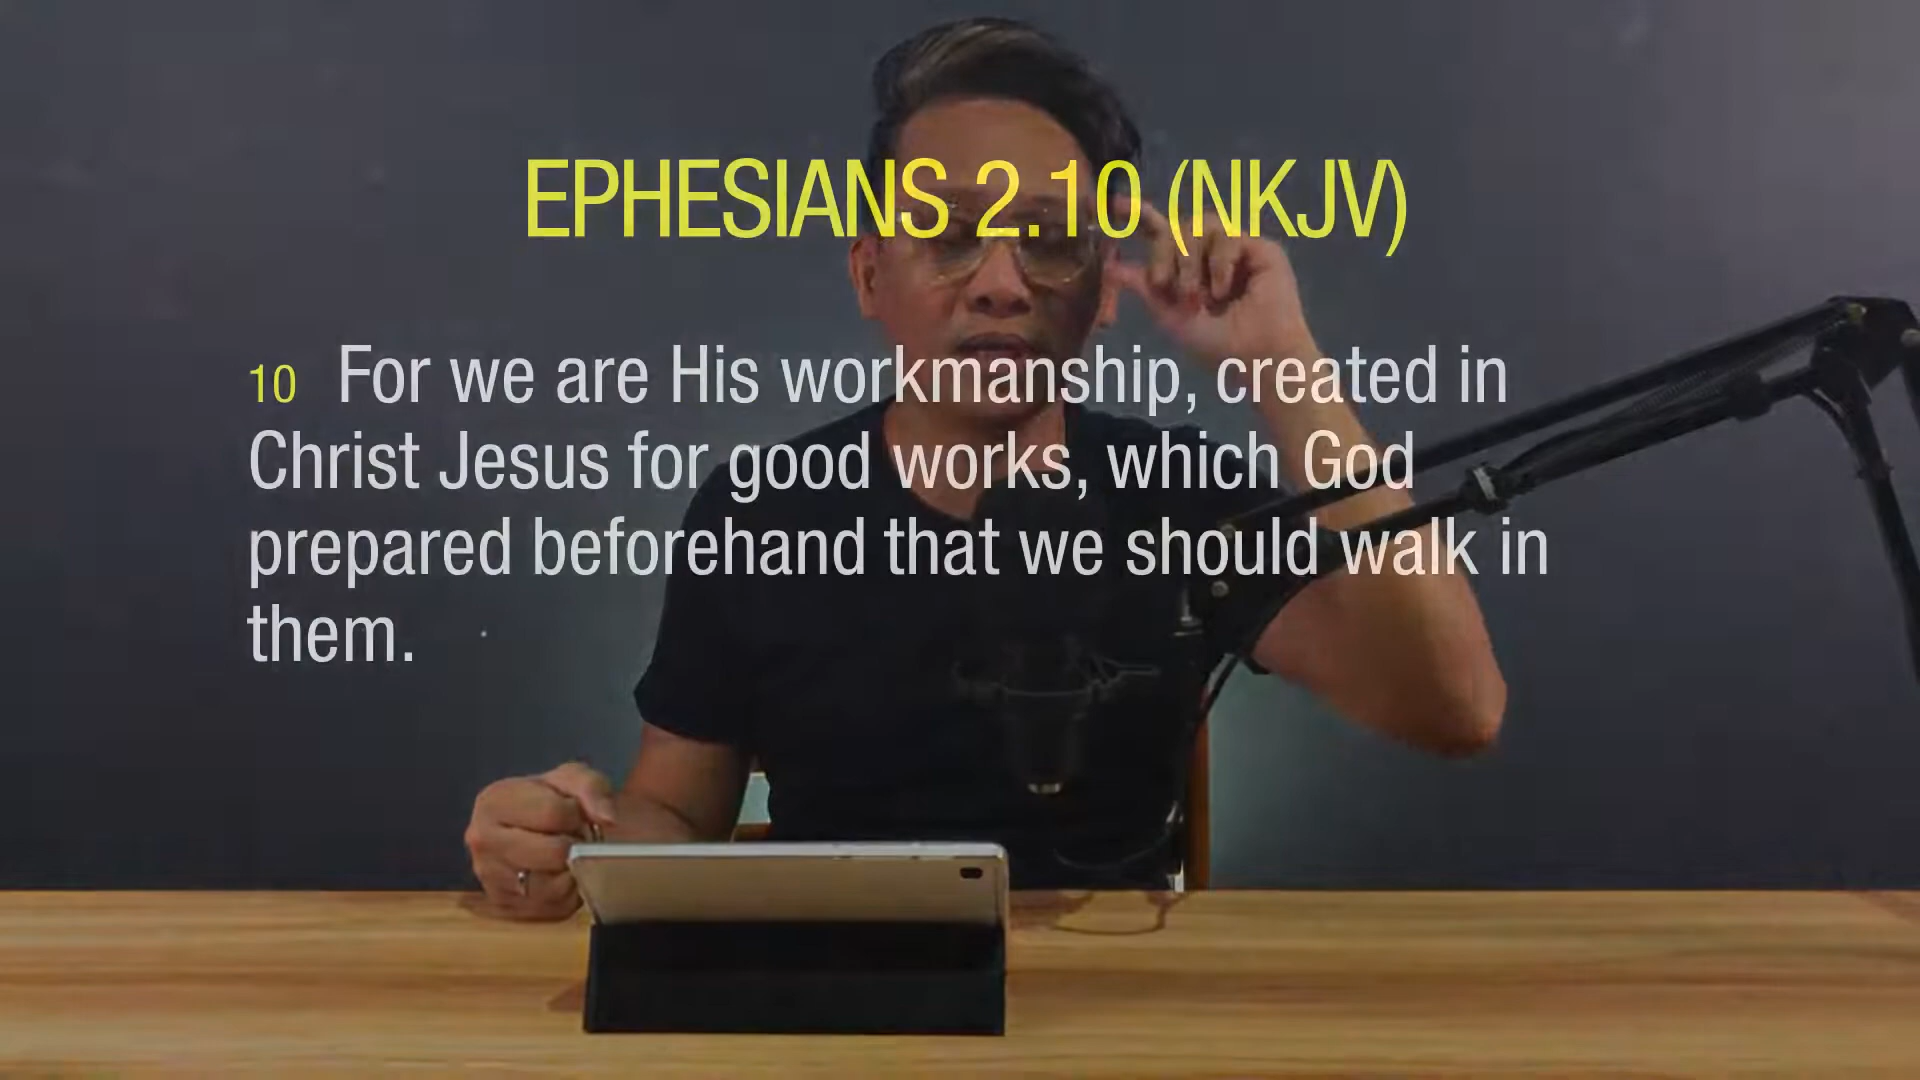 EPHESIANS 2.10 (NKJV)
10 For we are His workmanship, created in
Christ Jesus for good works, which God
prepared beforehand that we should walk in
them.